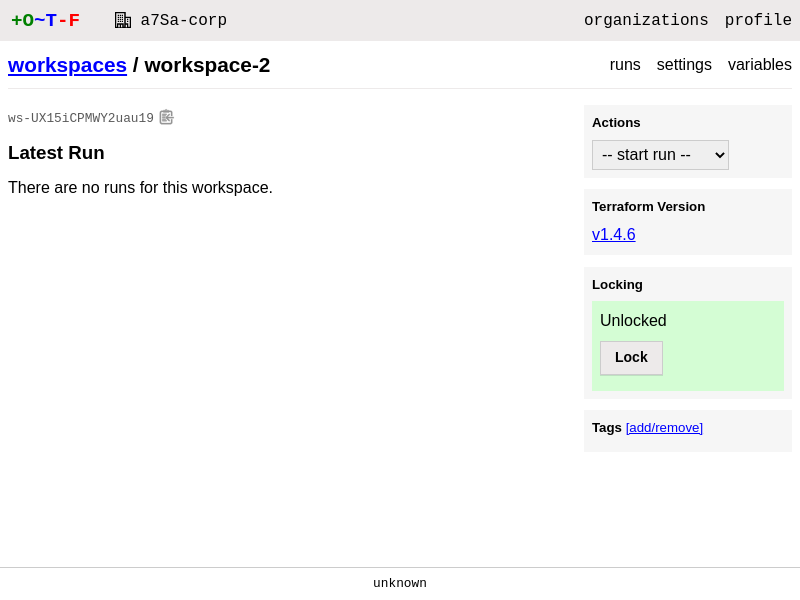 +O~T-F a7Sa-corp organizations profile
workspaces / workspace-2 runs settings variables
ws-UX15iCPMWY2uau19
Latest Run
There are no runs for this workspace.
Actions
-- start run --
Terraform Version
v1.4.6
Locking
Unlocked
Lock
Tags [add/remove]
unknown